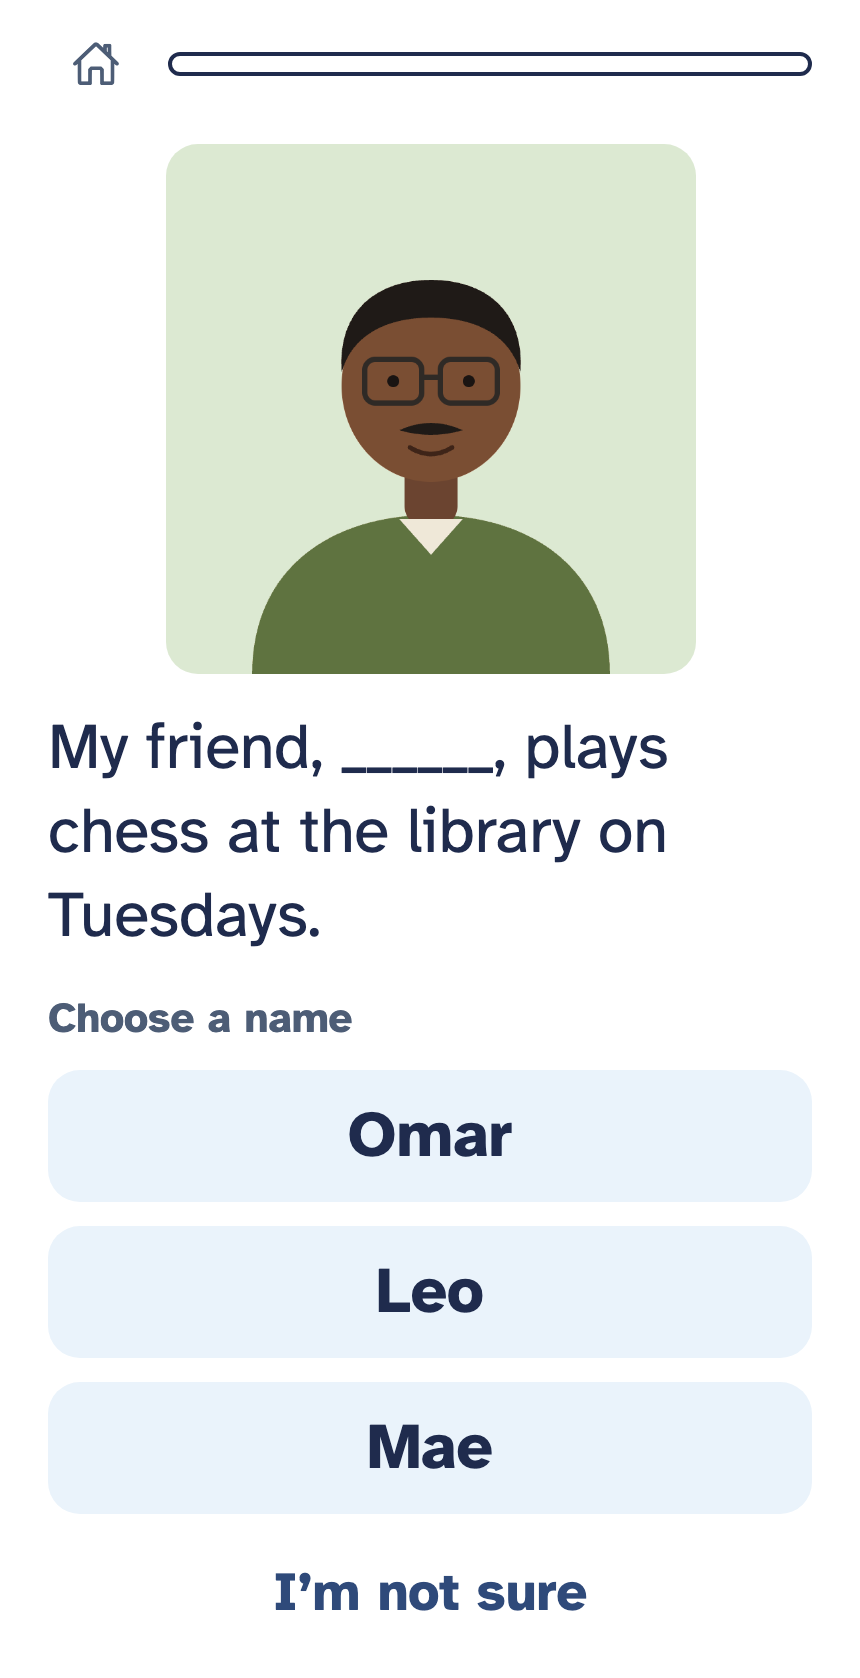 My friend, ______, plays
chess at the library on
Tuesdays.
Choose a name
Omar
Leo
Mae
I’m not sure